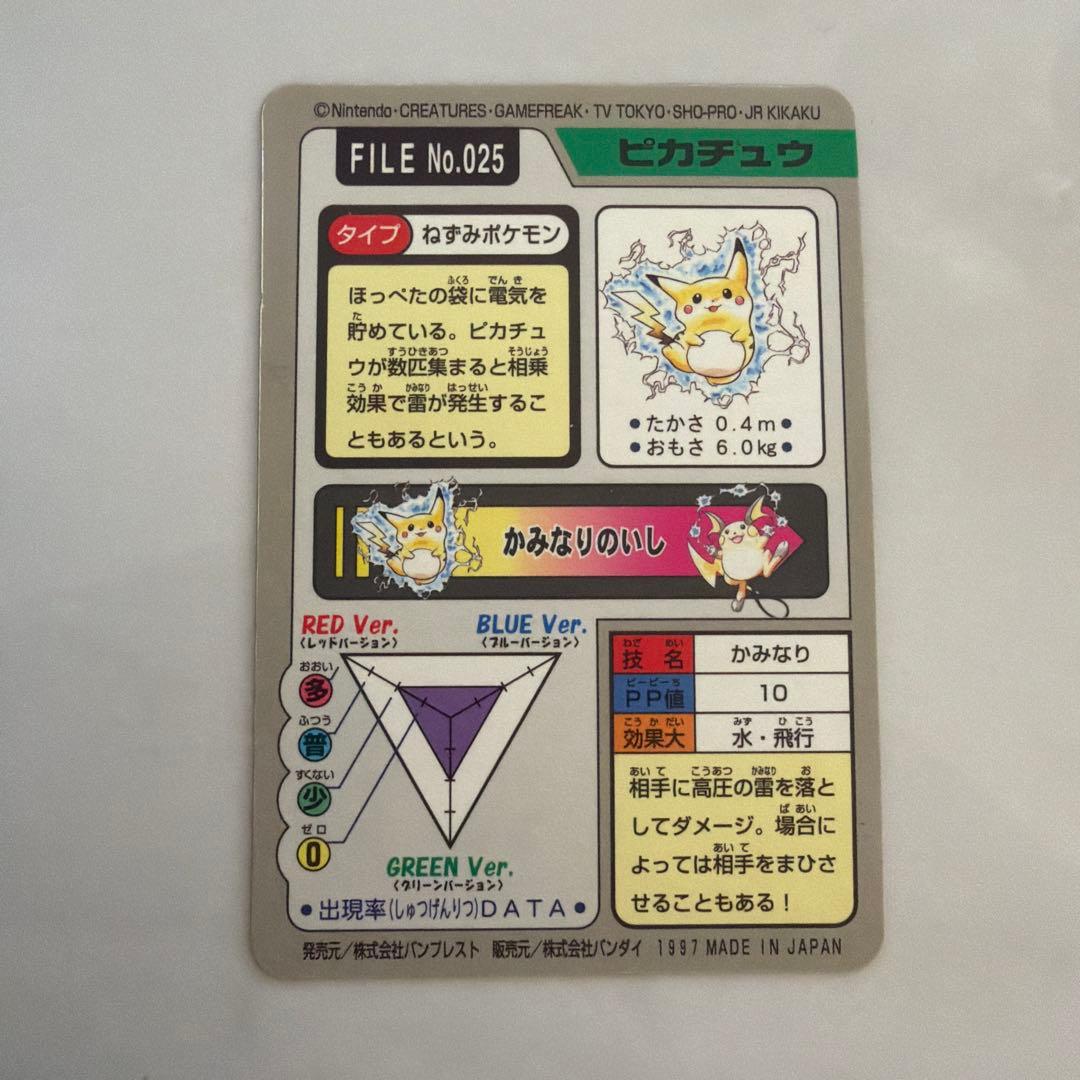 ©Nintendo・CREATURES・GAMEFREAK・TV TOKYO・SHO-PRO・JR KIKAKU
FILE No.025
ピカチュウ
タイプ ねずみポケモン
ふくろ でんき
ほっぺたの袋に電気を
た
貯めている。ピカチュ
すうひきあつ そうじょう
ウが数匹集まると相乗
こうか かみなり はっせい
効果で雷が発生するこ
ともあるという。
●たかさ 0.4m●
●おもさ 6.0kg●
かみなりのいし
RED Ver.
〈レッドバージョン〉
BLUE Ver.
〈ブルーバージョン〉
おおい
多
ふつう
普
すくない
少
ゼロ
0
GREEN Ver.
〈グリーンバージョン〉
●出現率(しゅつげんりつ)DATA●
わざ めい
技名 かみなり
ピーピーち
PP値 10
こうかだい みず ひこう
効果大 水・飛行
あいて こうあつ かみなり お
相手に高圧の雷を落と
ばあい
してダメージ。場合に
あいて
よっては相手をまひさ
せることもある!
発売元/株式会社バンプレスト 販売元/株式会社バンダイ 1997 MADE IN JAPAN